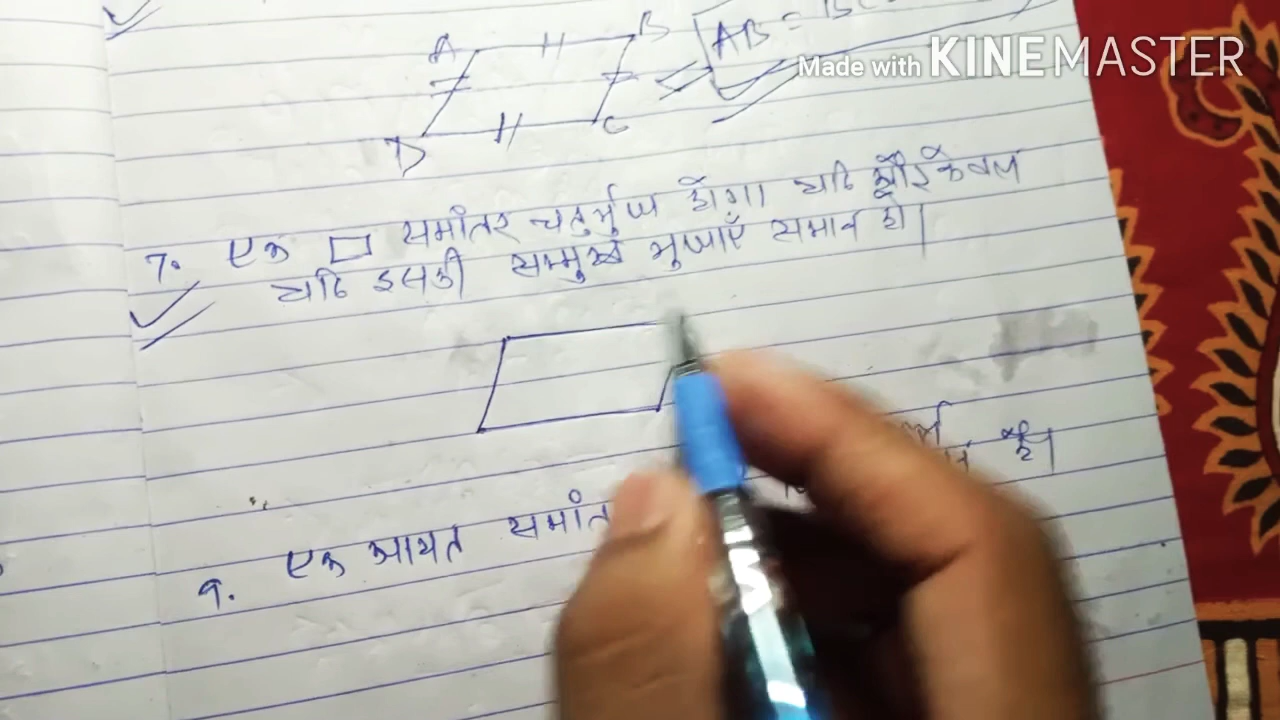 A B AB = BC
Made with KINEMASTER
D C
7. एक □ समांतर चतुर्भुज होगा यदि और केवल
यदि इसकी सम्मुख भुजाएँ समान हो।
है।
9. एक आयत समांत